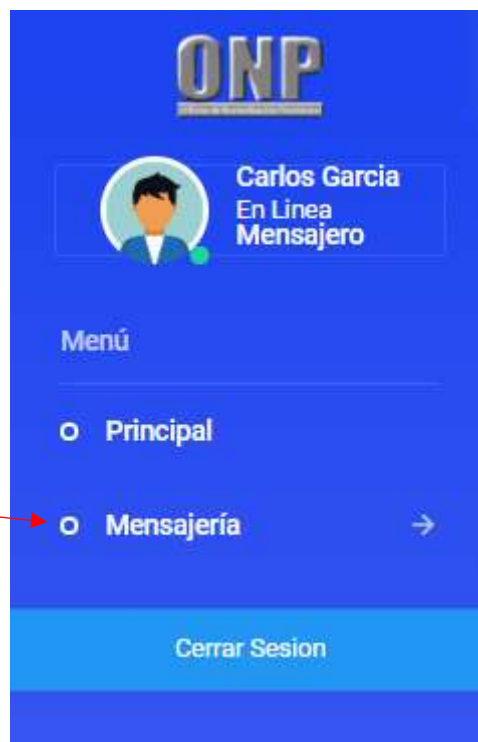 ONP
Carlos Garcia
En Linea
Mensajero
Menú
Principal
Mensajería
Cerrar Sesion